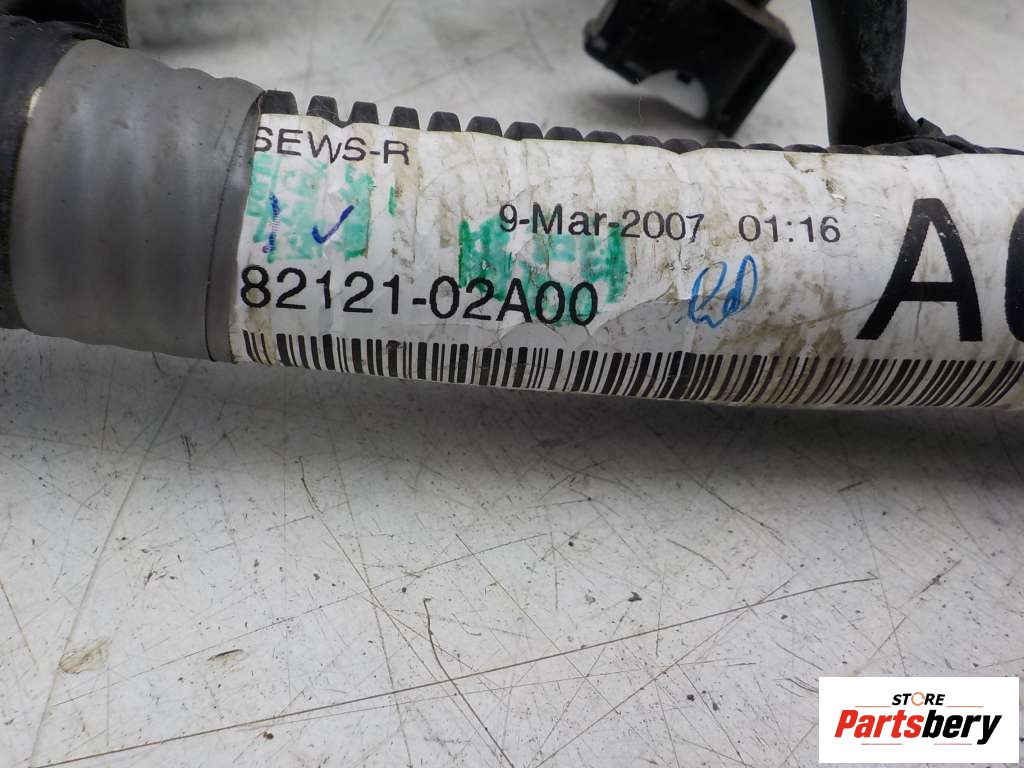 SEWS-R
9-Mar-2007 01:16
82121-02A00
STORE
Partsbery